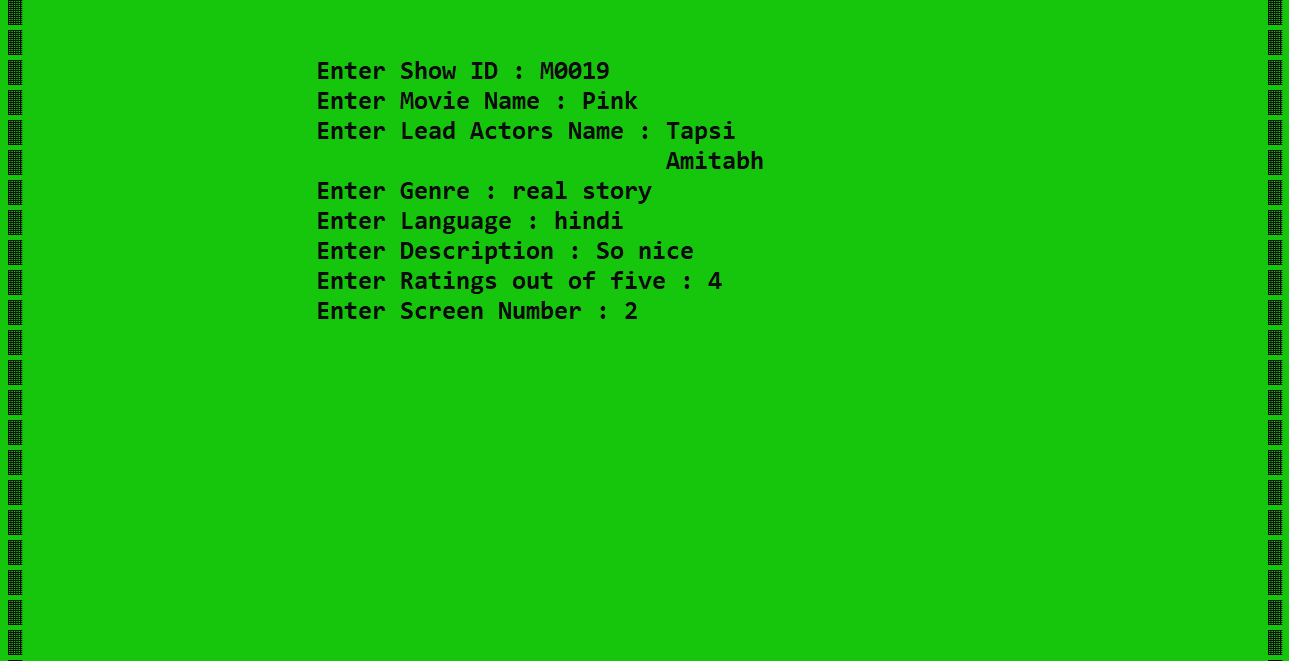 Enter Show ID : M0019
Enter Movie Name : Pink
Enter Lead Actors Name : Tapsi
Amitabh
Enter Genre : real story
Enter Language : hindi
Enter Description : So nice
Enter Ratings out of five : 4
Enter Screen Number : 2